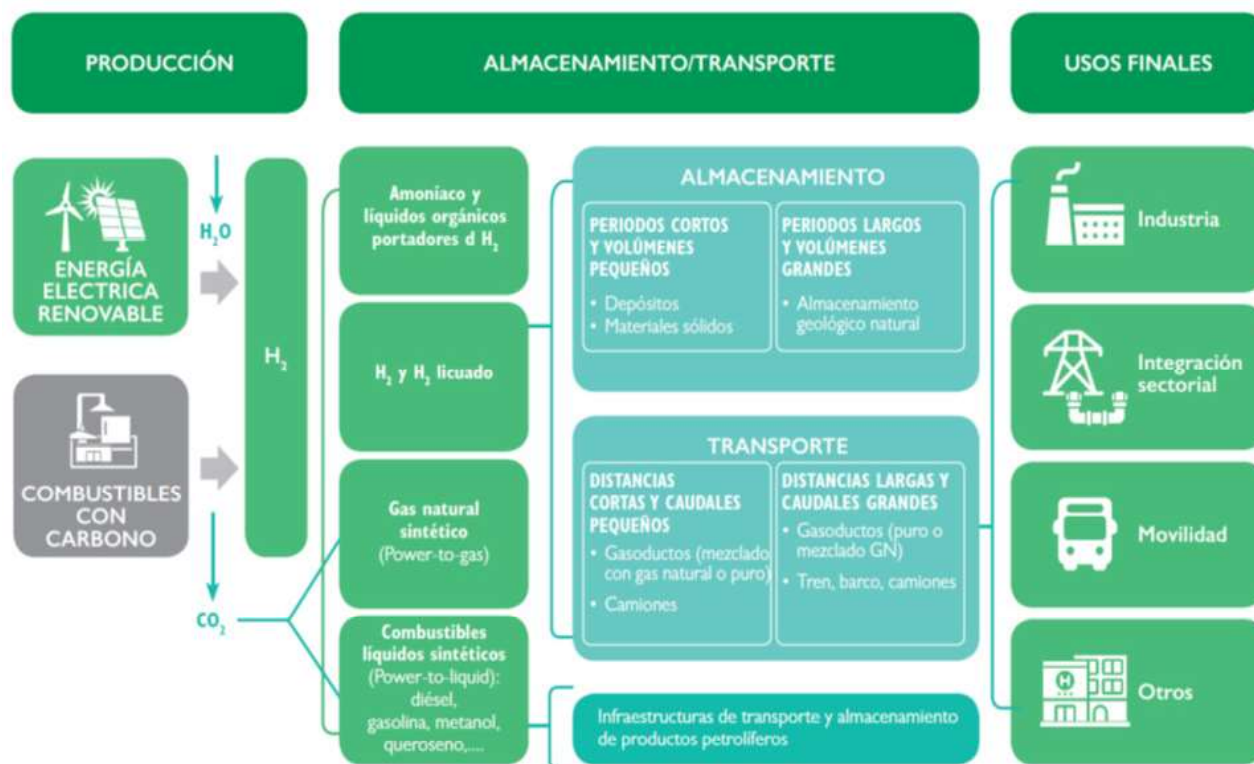 PRODUCCIÓN
ALMACENAMIENTO/TRANSPORTE
USOS FINALES
H₂O
ENERGÍA
ELECTRICA
RENOVABLE
COMBUSTIBLES
CON
CARBONO
CO₂
H₂
Amoníaco y
líquidos orgánicos
portadores d H₂
H₂ y H₂ licuado
Gas natural
sintético
(Power-to-gas)
Combustibles
líquidos sintéticos
(Power-to-liquid):
diésel,
gasolina, metanol,
queroseno,....
ALMACENAMIENTO
PERIODOS CORTOS
Y VOLÚMENES
PEQUEÑOS
• Depósitos
• Materiales sólidos
PERIODOS LARGOS
Y VOLÚMENES
GRANDES
• Almacenamiento
geológico natural
TRANSPORTE
DISTANCIAS
CORTAS Y CAUDALES
PEQUEÑOS
• Gasoductos (mezclado
con gas natural o puro)
• Camiones
DISTANCIAS LARGAS Y
CAUDALES GRANDES
• Gasoductos (puro o
mezclado GN)
• Tren, barco, camiones
Infraestructuras de transporte y almacenamiento
de productos petrolíferos
Industria
Integración
sectorial
Movilidad
H
Otros